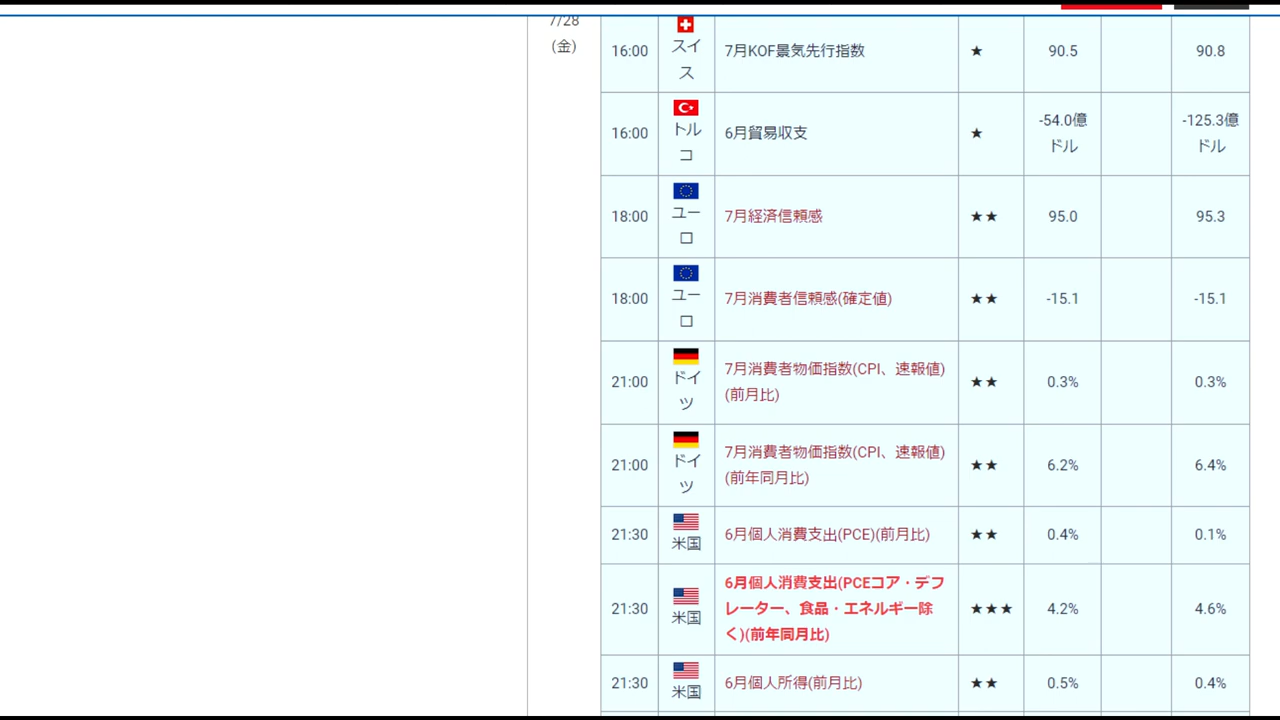 7/28
(金)
16:00
スイ
ス
7月KOF景気先行指数
★
90.5
90.8
16:00
トル
コ
6月貿易収支
★
-54.0億
ドル
-125.3億
ドル
18:00
ユー
ロ
7月経済信頼感
★★
95.0
95.3
18:00
ユー
ロ
7月消費者信頼感(確定値)
★★
-15.1
-15.1
21:00
ドイ
ツ
7月消費者物価指数(CPI、速報値)
(前月比)
★★
0.3%
0.3%
21:00
ドイ
ツ
7月消費者物価指数(CPI、速報値)
(前年同月比)
★★
6.2%
6.4%
21:30
米国
6月個人消費支出(PCE)(前月比)
★★
0.4%
0.1%
21:30
米国
6月個人消費支出(PCEコア・デフ
レーター、食品・エネルギー除
く)(前年同月比)
★★★
4.2%
4.6%
21:30
米国
6月個人所得(前月比)
★★
0.5%
0.4%